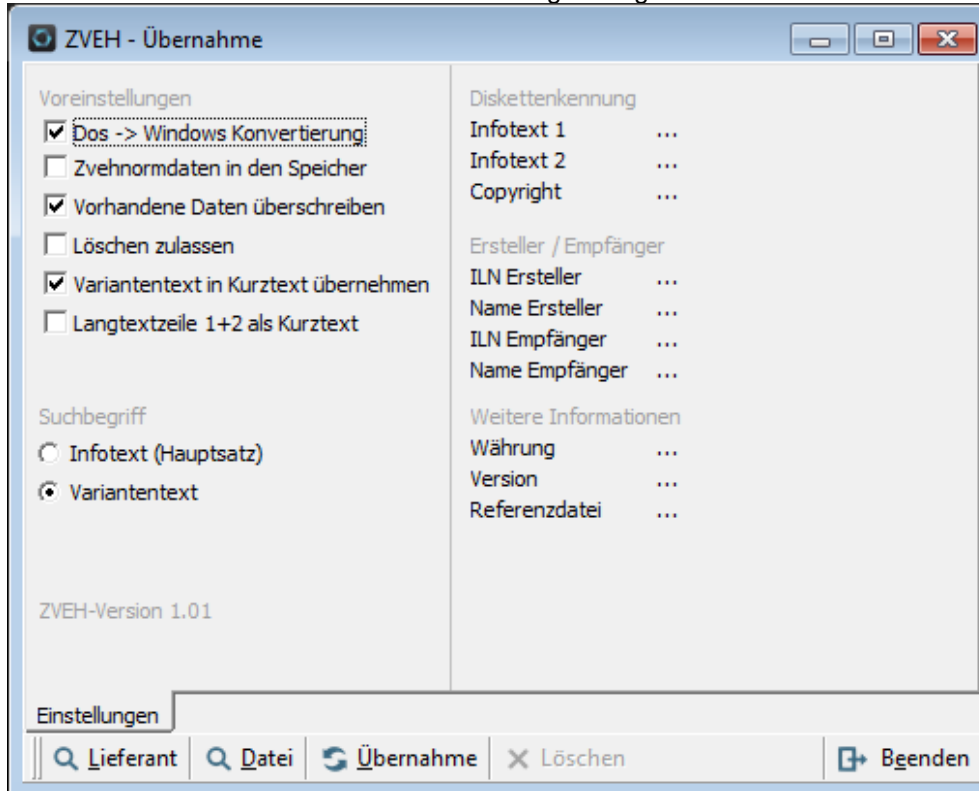 ZVEH - Übernahme
Voreinstellungen
Dos -> Windows Konvertierung
Zvehnormdaten in den Speicher
Vorhandene Daten überschreiben
Löschen zulassen
Variantentext in Kurztext übernehmen
Langtextzeile 1+2 als Kurztext
Suchbegriff
Infotext (Hauptsatz)
Variantentext
ZVEH-Version 1.01
Diskettenkennung
Infotext 1 ...
Infotext 2 ...
Copyright ...
Ersteller / Empfänger
ILN Ersteller ...
Name Ersteller ...
ILN Empfänger ...
Name Empfänger ...
Weitere Informationen
Währung ...
Version ...
Referenzdatei ...
Einstellungen
Lieferant Datei Übernahme Löschen Beenden